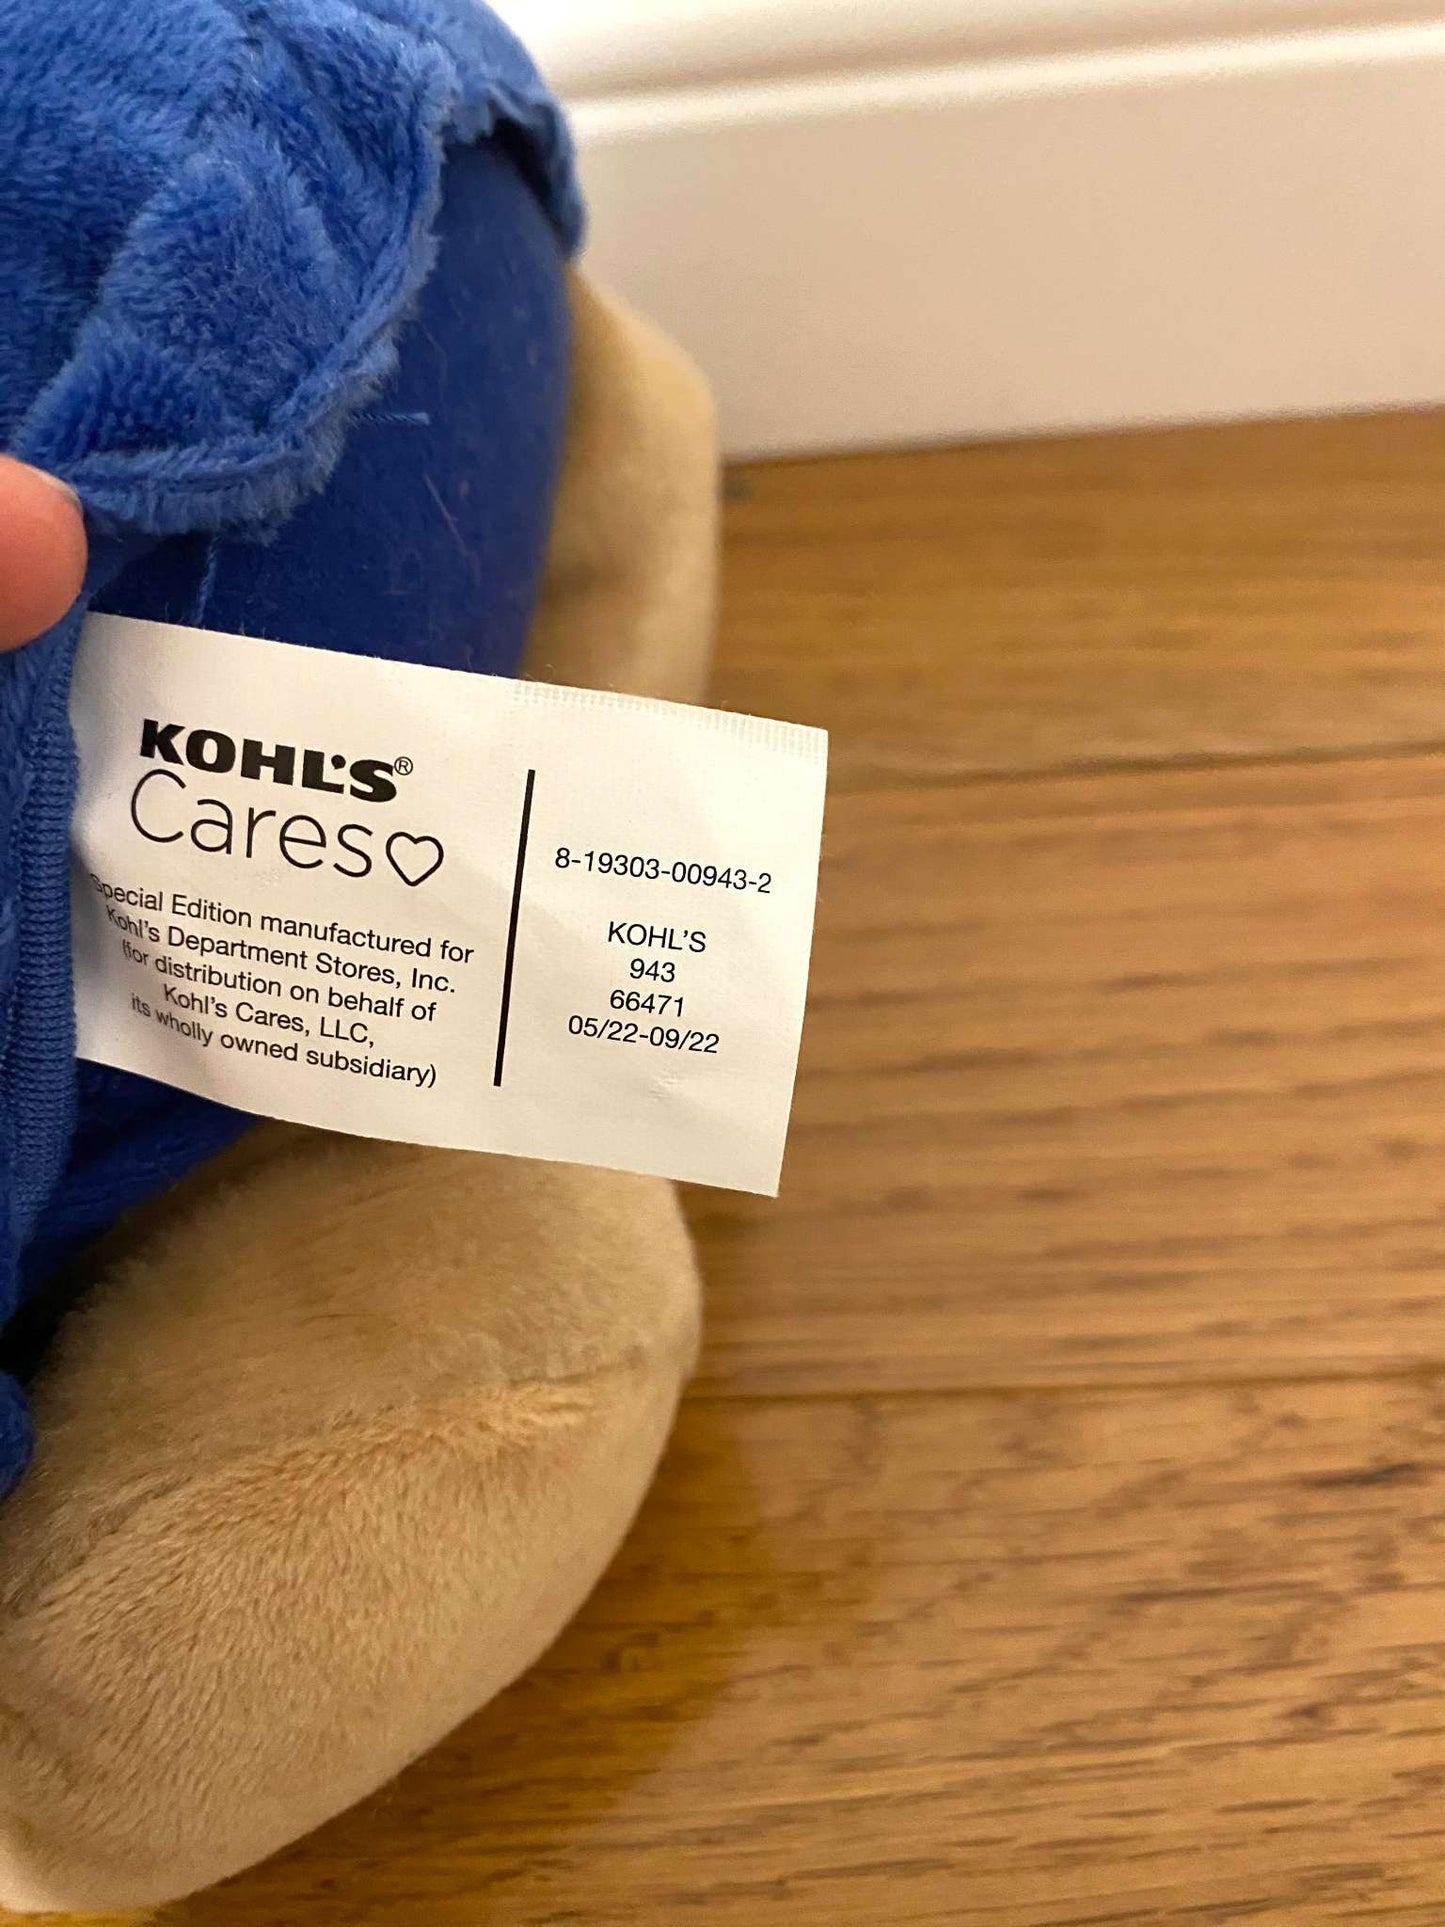 KOHL'S®
Cares
Special Edition manufactured for
Kohl's Department Stores, Inc.
(for distribution on behalf of
Kohl's Cares, LLC,
its wholly owned subsidiary)
8-19303-00943-2
KOHL'S
943
66471
05/22-09/22